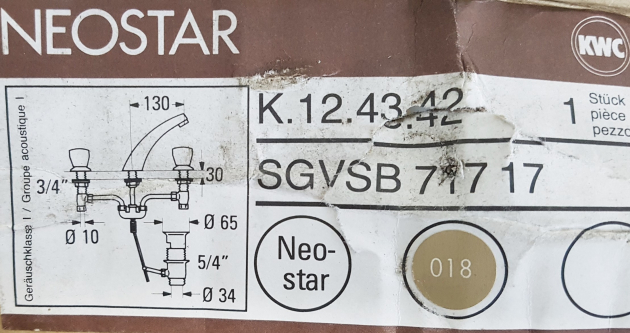 NEOSTAR
KWC
Geräuschklasse I / Groupe acoustique I
130
30
3/4"
Ø 10
Ø 65
5/4"
Ø 34
K.12.43.42
1 Stück
pièce
pezzo
SGVSB 717 17
Neo-
star
018